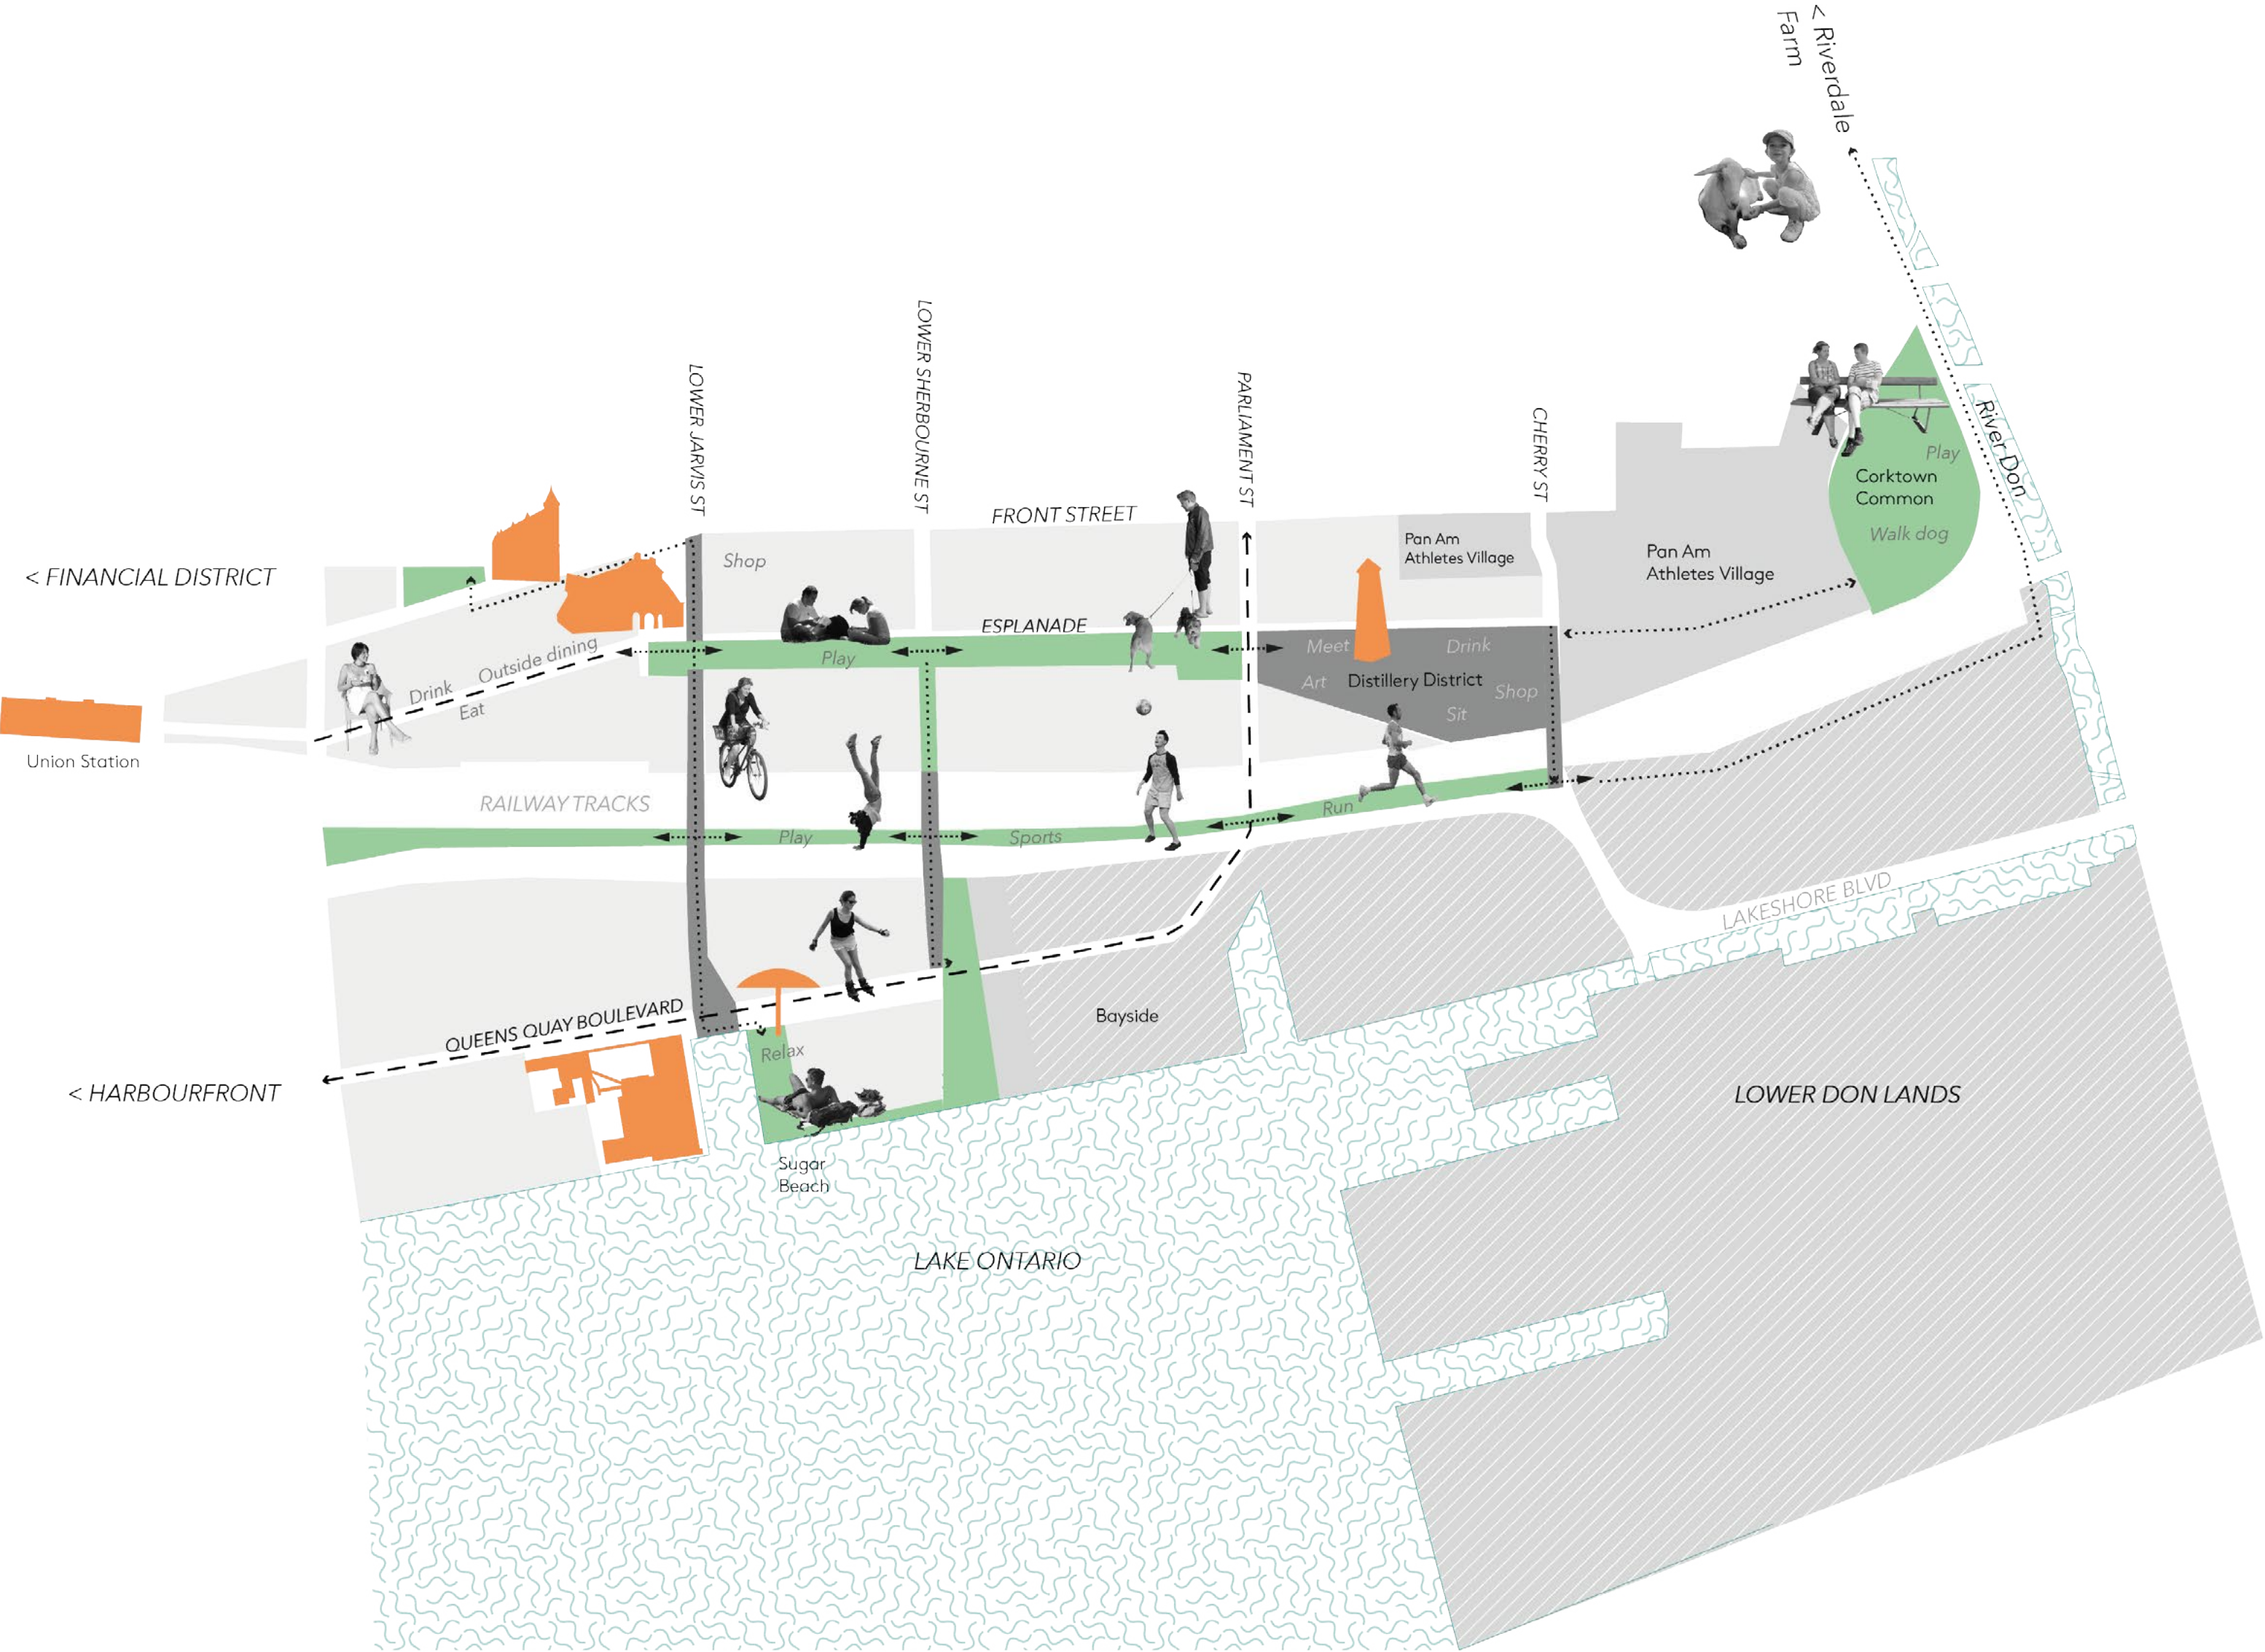 < Riverdale
Farm
LOWER SHERBOURNE ST
LOWER JARVIS ST
PARLIAMENT ST
CHERRY ST
River Don
Play
Corktown
Common
Walk dog
FRONT STREET
Pan Am
Athletes Village
Pan Am
Athletes Village
Shop
< FINANCIAL DISTRICT
ESPLANADE
Outside dining
Drink
Eat
Play
Meet
Drink
Art
Distillery District
Shop
Sit
Union Station
RAILWAY TRACKS
Play
Sports
Run
LAKESHORE BLVD
QUEENS QUAY BOULEVARD
Bayside
Relax
< HARBOURFRONT
LOWER DON LANDS
Sugar
Beach
LAKE ONTARIO